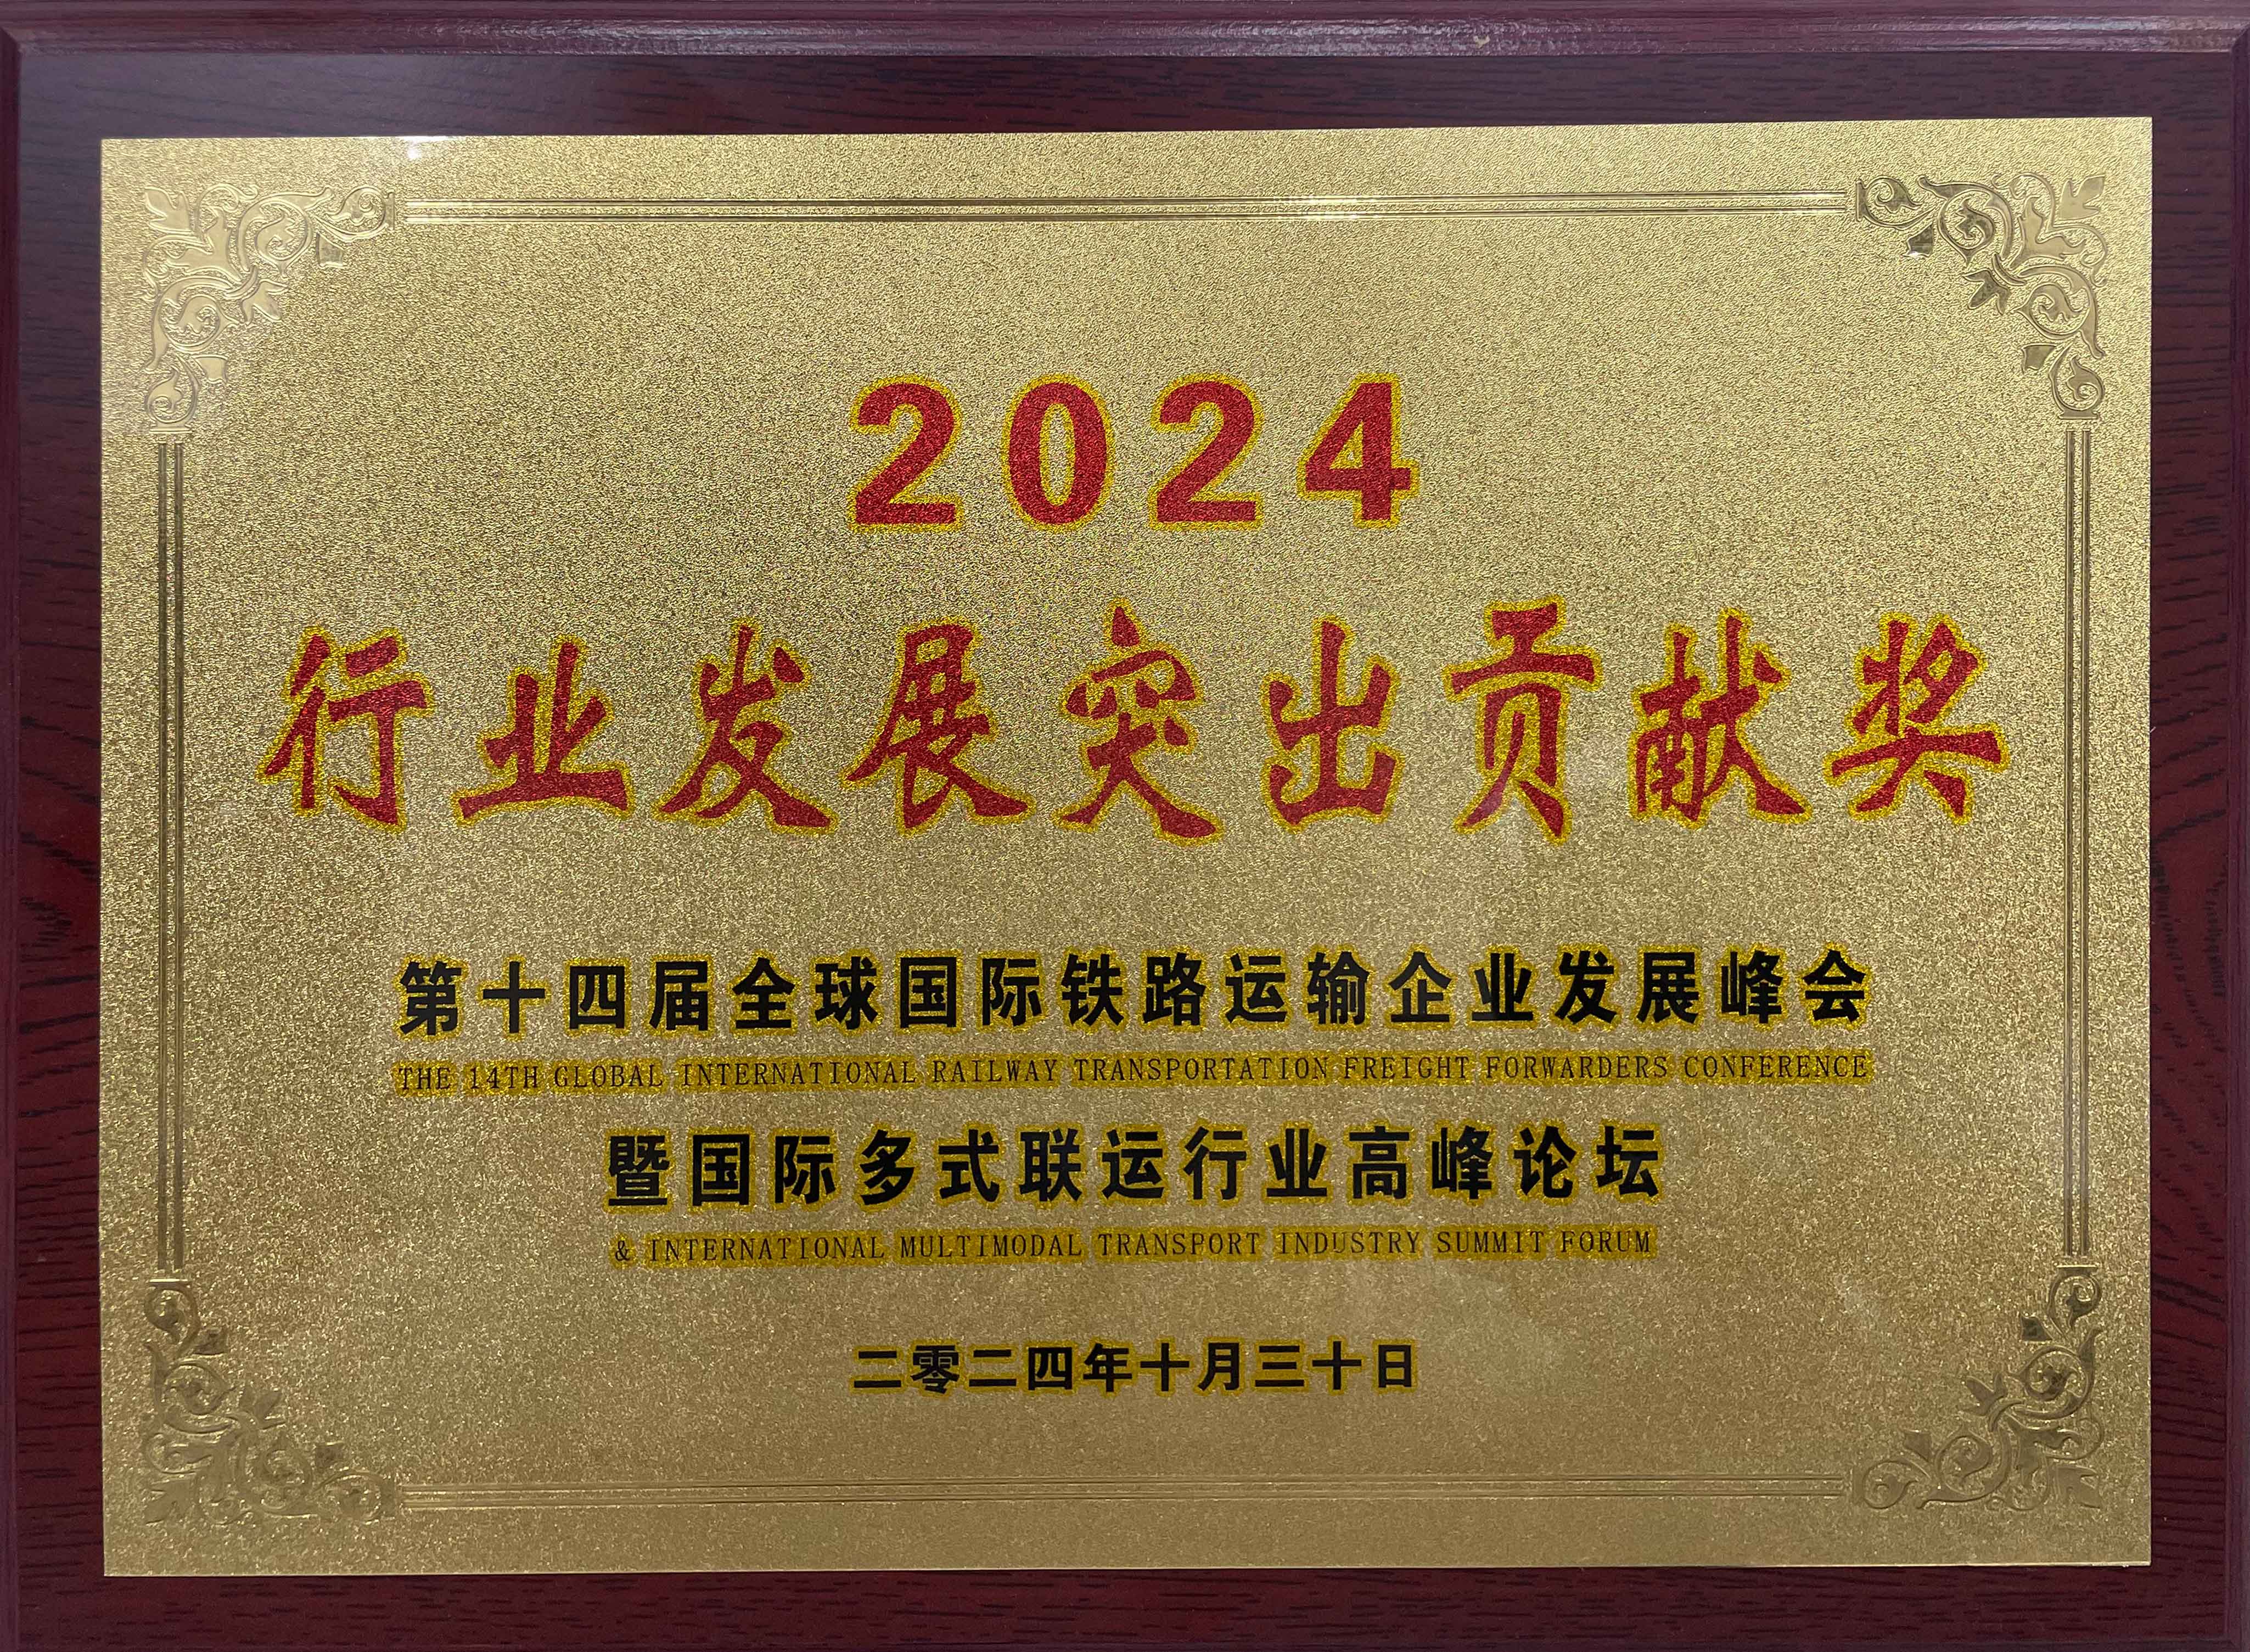 2024
行业发展突出贡献奖
第十四届全球国际铁路运输企业发展峰会
THE 14TH GLOBAL INTERNATIONAL RAILWAY TRANSPORTATION FREIGHT FORWARDERS CONFERENCE
暨国际多式联运行业高峰论坛
& INTERNATIONAL MULTIMODAL TRANSPORT INDUSTRY SUMMIT FORUM
二零二四年十月三十日